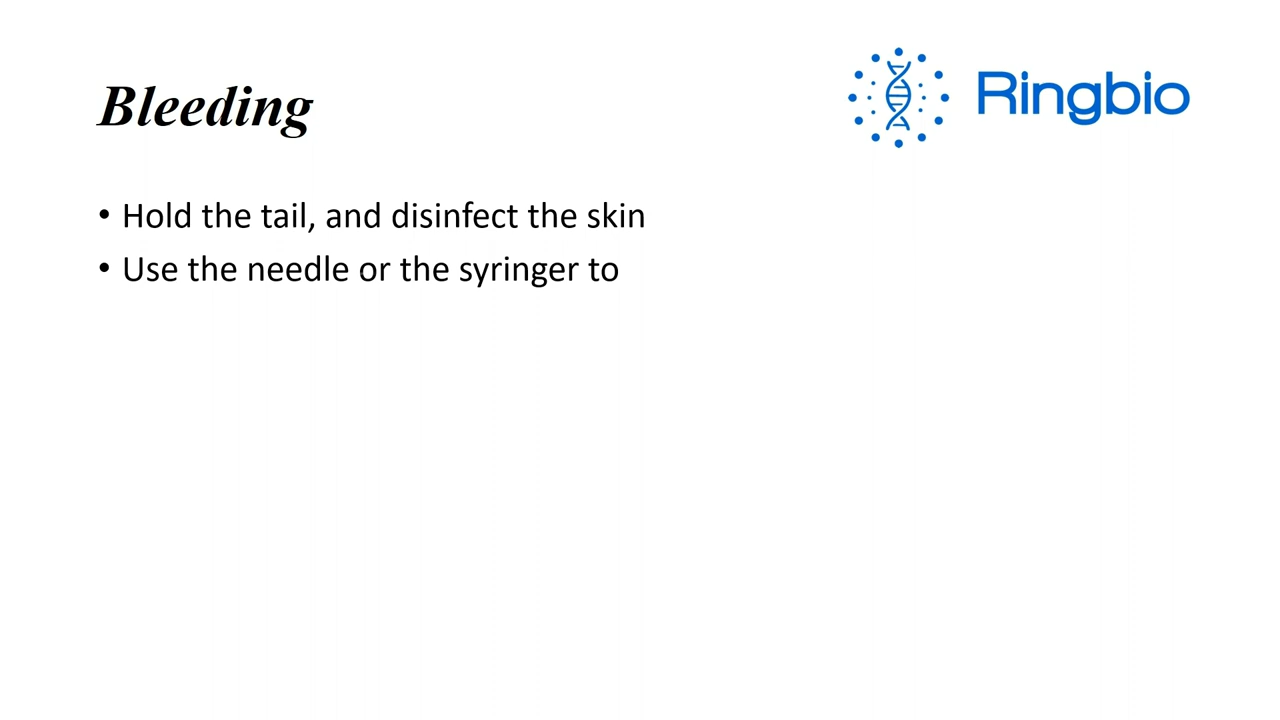 Bleeding
Ringbio
• Hold the tail, and disinfect the skin
• Use the needle or the syringer to